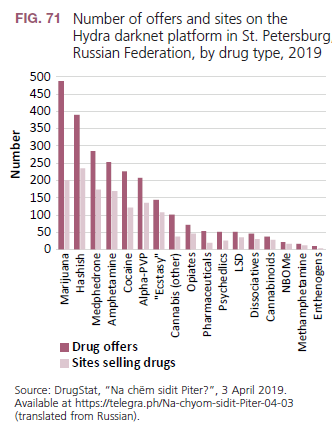 FIG. 71 Number of offers and sites on the
Hydra darknet platform in St. Petersburg,
Russian Federation, by drug type, 2019
Number
500
450
400
350
300
250
200
150
100
50
0
Marijuana
Hashish
Medphedrone
Amphetamine
Cocaine
Alpha-PVP
"Ecstasy"
Cannabis (other)
Opiates
Pharmaceuticals
Psychedlics
LSD
Dissociatives
Cannabinoids
NBOMe
Methamphetamine
Enthenogens
Drug offers
Sites selling drugs
Source: DrugStat, “Na chëm sidit Piter?”, 3 April 2019.
Available at https://telegra.ph/Na-chyom-sidit-Piter-04-03
(translated from Russian).